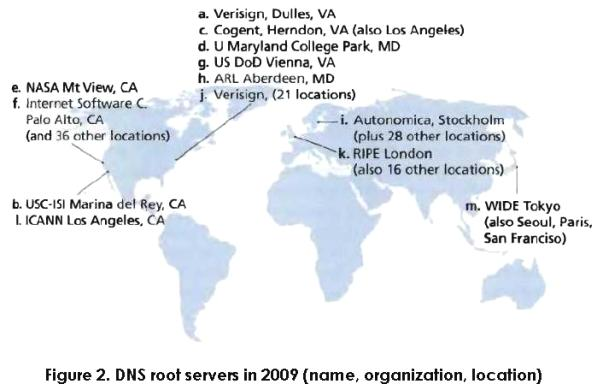 a. Verisign, Dulles, VA
c. Cogent, Herndon, VA (also Los Angeles)
d. U Maryland College Park, MD
g. US DoD Vienna, VA
h. ARL Aberdeen, MD
j. Verisign, (21 locations)
e. NASA Mt View, CA
f. Internet Software C.
Palo Alto, CA
(and 36 other locations)
i. Autonomica, Stockholm
(plus 28 other locations)
k. RIPE London
(also 16 other locations)
b. USC-ISI Marina del Rey, CA
l. ICANN Los Angeles, CA
m. WIDE Tokyo
(also Seoul, Paris,
San Franciso)
Figure 2. DNS root servers in 2009 (name, organization, location)